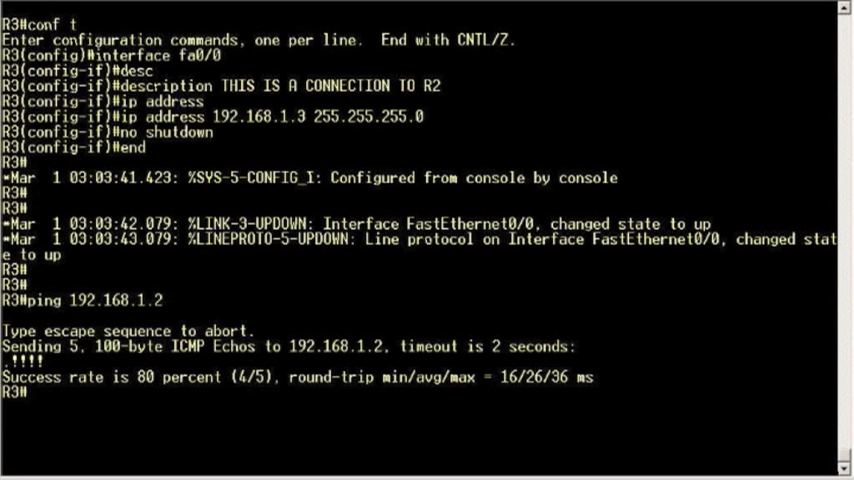 R3#conf t
Enter configuration commands, one per line.  End with CNTL/Z.
R3(config)#interface fa0/0
R3(config-if)#desc
R3(config-if)#description THIS IS A CONNECTION TO R2
R3(config-if)#ip address
R3(config-if)#ip address 192.168.1.3 255.255.255.0
R3(config-if)#no shutdown
R3(config-if)#end
R3#
*Mar  1 03:03:41.423: %SYS-5-CONFIG_I: Configured from console by console
R3#
R3#
*Mar  1 03:03:42.079: %LINK-3-UPDOWN: Interface FastEthernet0/0, changed state to up
*Mar  1 03:03:43.079: %LINEPROTO-5-UPDOWN: Line protocol on Interface FastEthernet0/0, changed stat
e to up
R3#
R3#
R3#ping 192.168.1.2
Type escape sequence to abort.
Sending 5, 100-byte ICMP Echos to 192.168.1.2, timeout is 2 seconds:
.!!!!
Success rate is 80 percent (4/5), round-trip min/avg/max = 16/26/36 ms
R3#